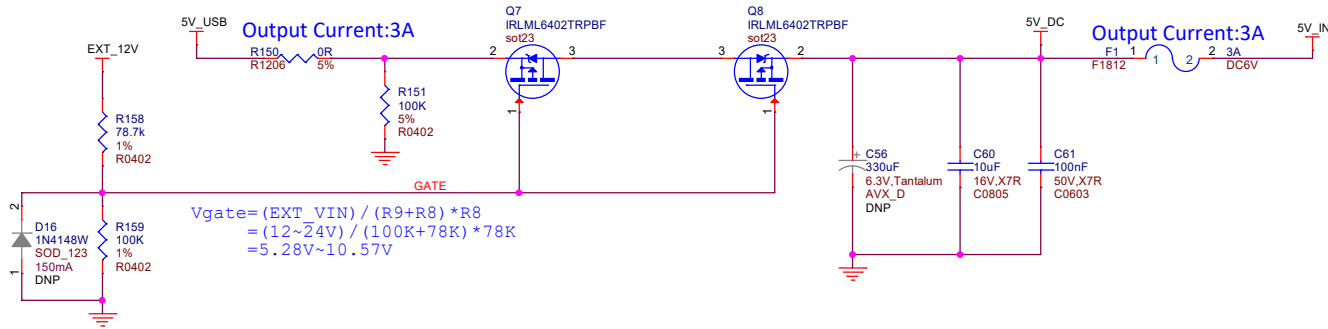 5V_USB
Output Current:3A
R150
R1206
0R
5%
Q7
IRLML6402TRPBF
sot23
2
3
1
Q8
IRLML6402TRPBF
sot23
3
2
1
5V_DC
Output Current:3A
F1
F1812
1
1
2
2
3A
DC6V
5V_IN
EXT_12V
R158
78.7k
1%
R0402
R151
100K
5%
R0402
GATE
D16
1N4148W
SOD_123
150mA
DNP
2
1
R159
100K
1%
R0402
Vgate=(EXT_VIN)/(R9+R8)*R8
=(12~24V)/(100K+78K)*78K
=5.28V~10.57V
+
C56
330uF
6.3V,Tantalum
AVX_D
DNP
C60
10uF
16V,X7R
C0805
C61
100nF
50V,X7R
C0603